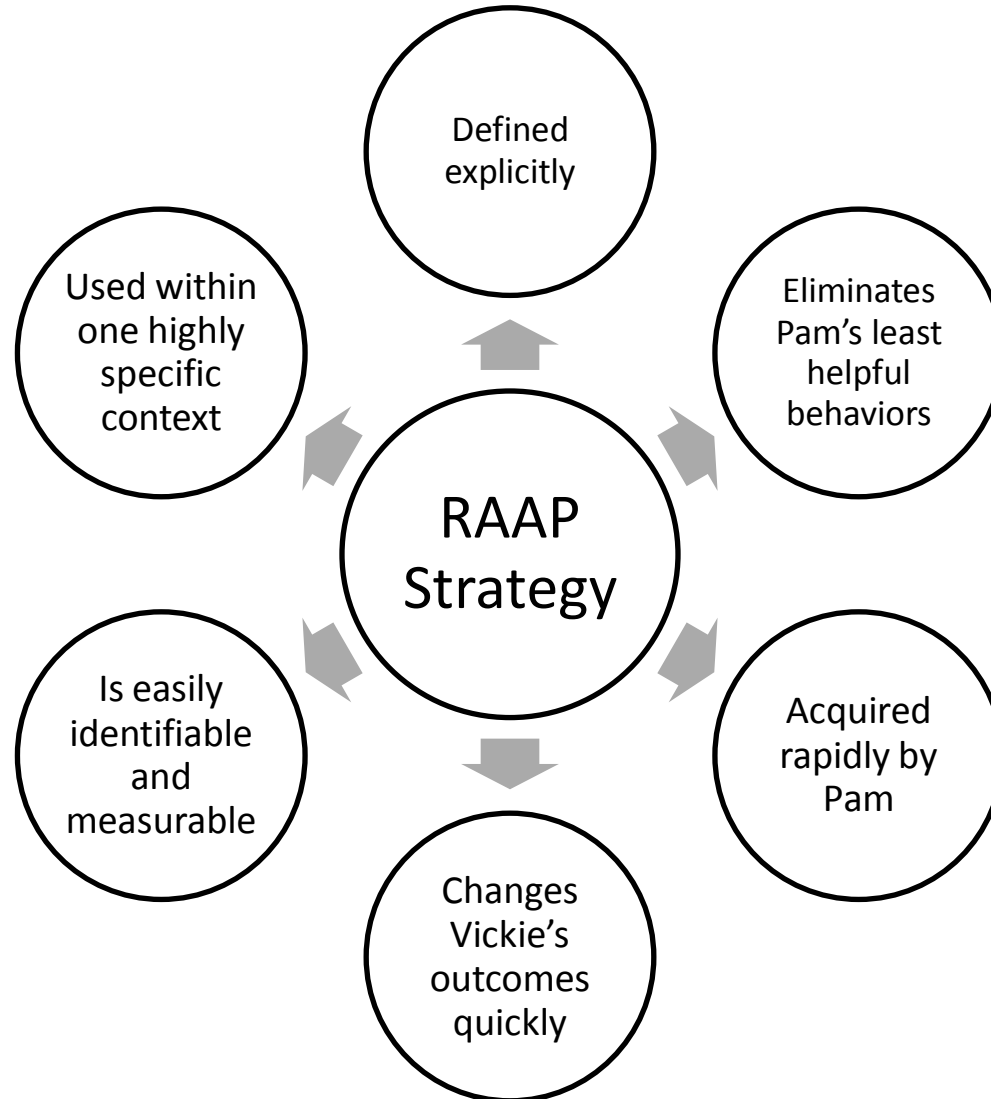 Defined
explicitly
Eliminates
Pam’s least
helpful
behaviors
Acquired
rapidly by
Pam
Changes
Vickie’s
outcomes
quickly
Is easily
identifiable
and
measurable
Used within
one highly
specific
context
RAAP
Strategy